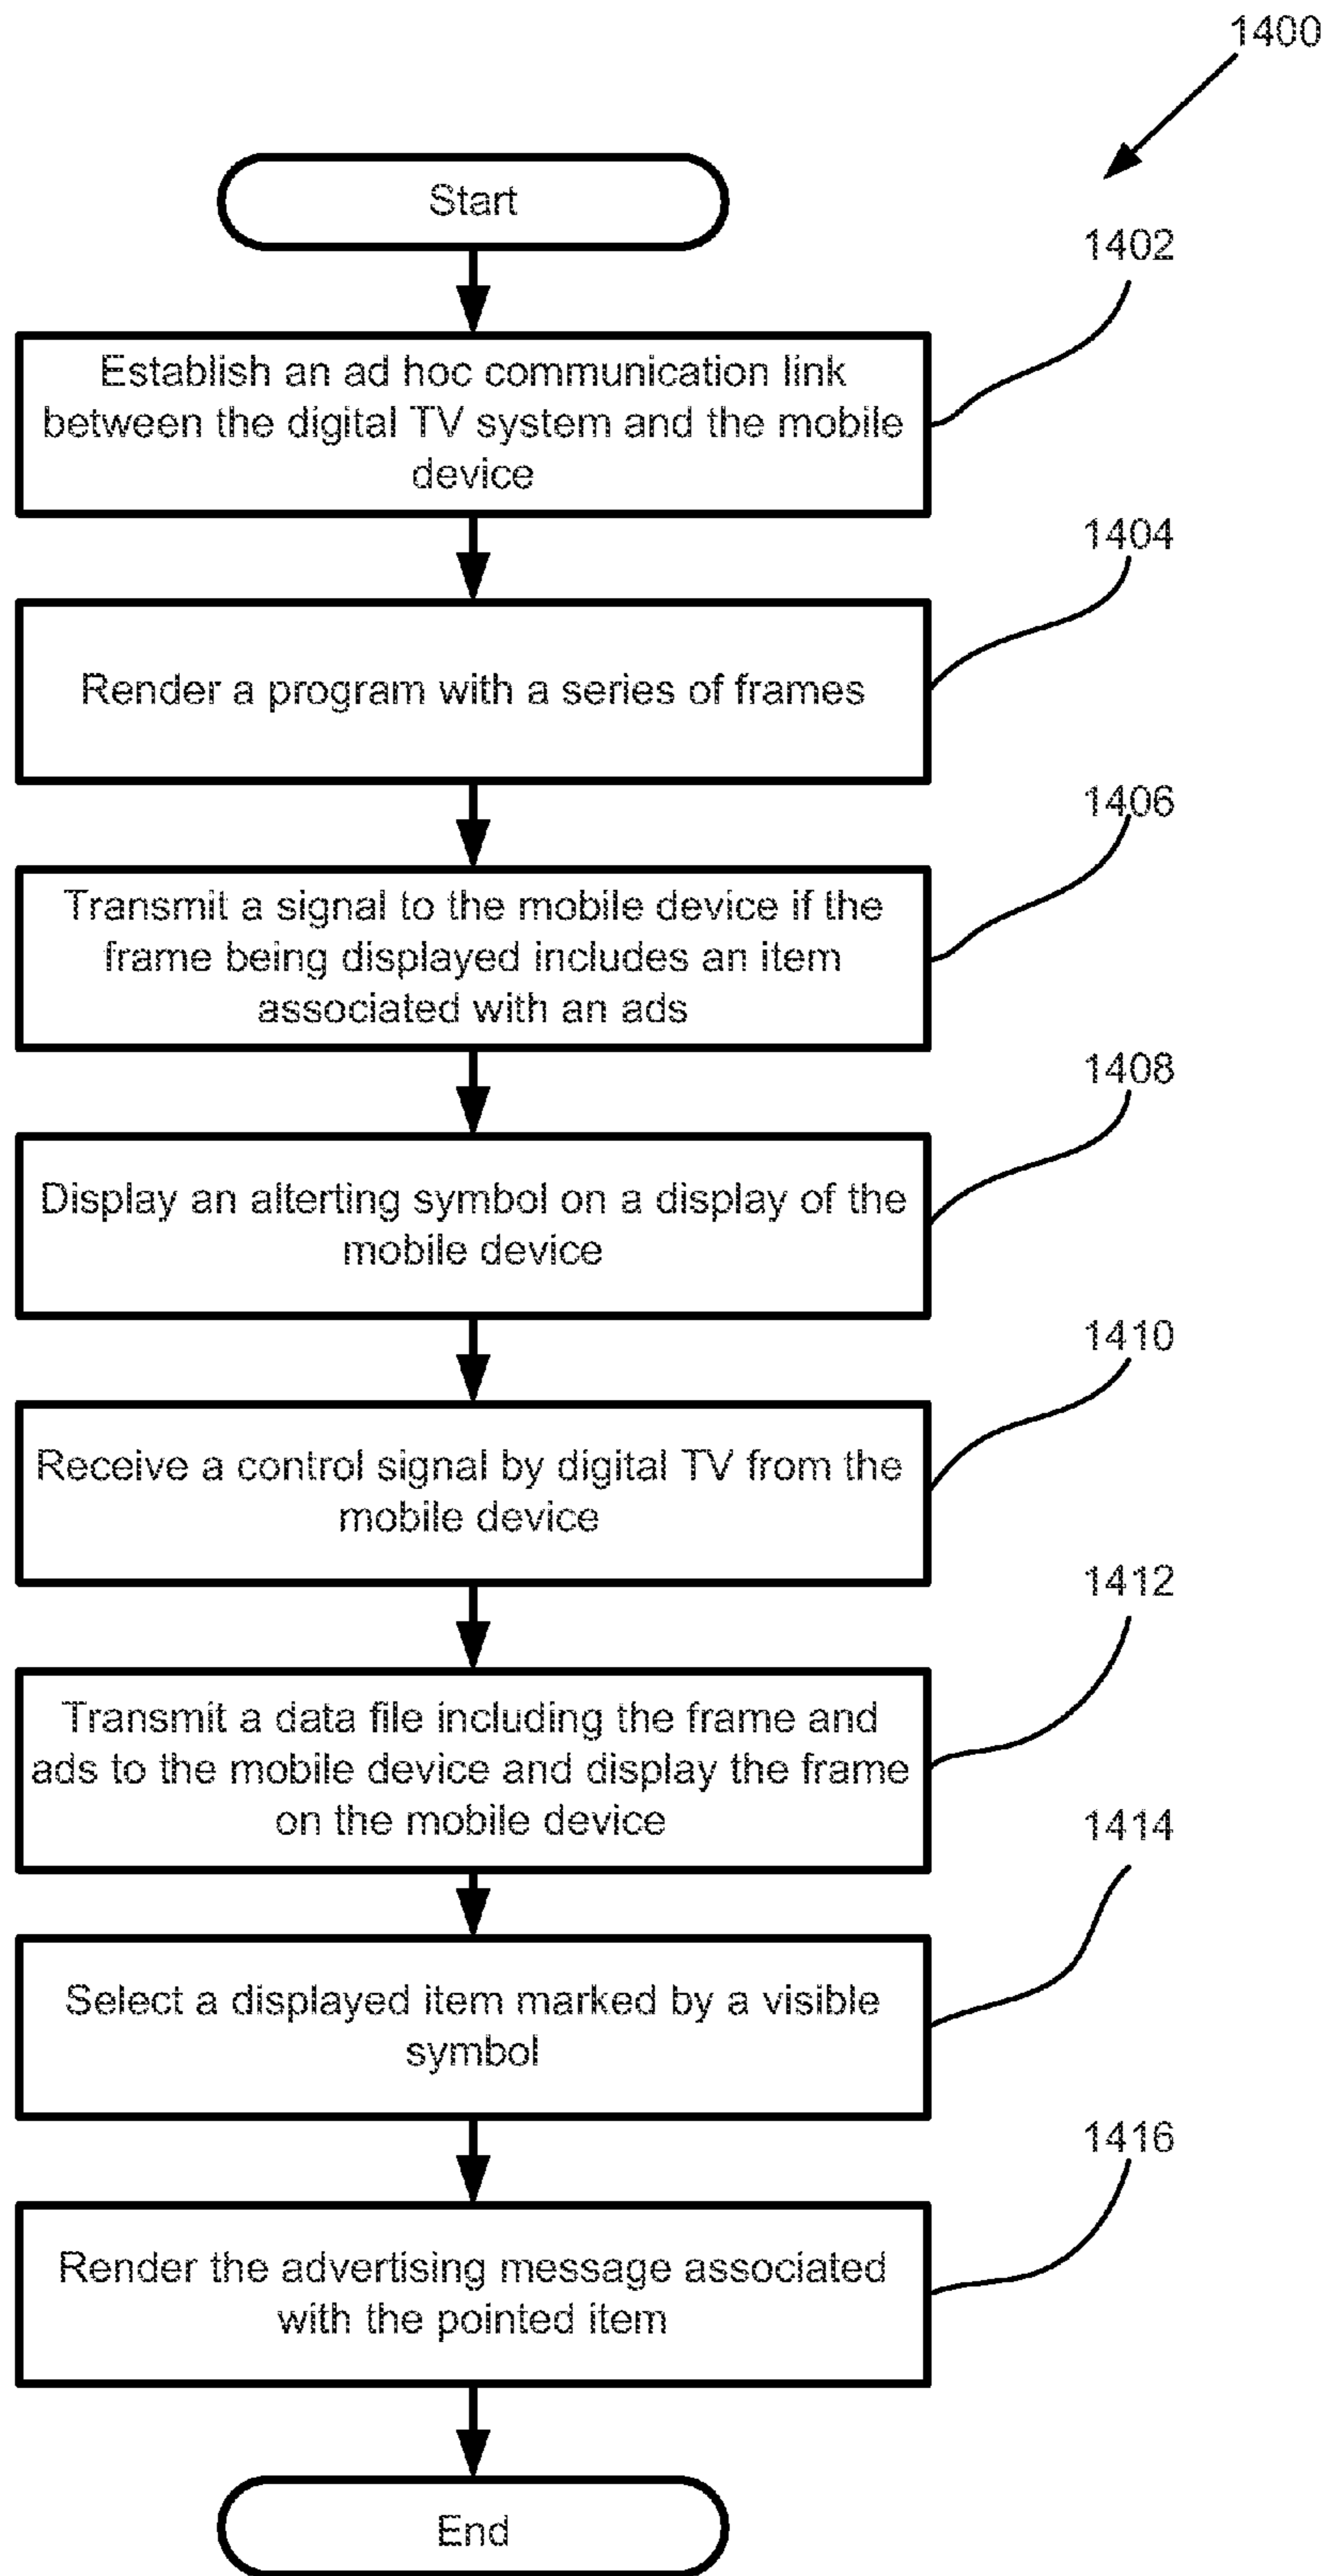 1400
Start
1402
Establish an ad hoc communication link
between the digital TV system and the mobile
device
1404
Render a program with a series of frames
1406
Transmit a signal to the mobile device if the
frame being displayed includes an item
associated with an ads
1408
Display an alterting symbol on a display of the
mobile device
1410
Receive a control signal by digital TV from the
mobile device
1412
Transmit a data file including the frame and
ads to the mobile device and display the frame
on the mobile device
1414
Select a displayed item marked by a visible
symbol
1416
Render the advertising message associated
with the pointed item
End